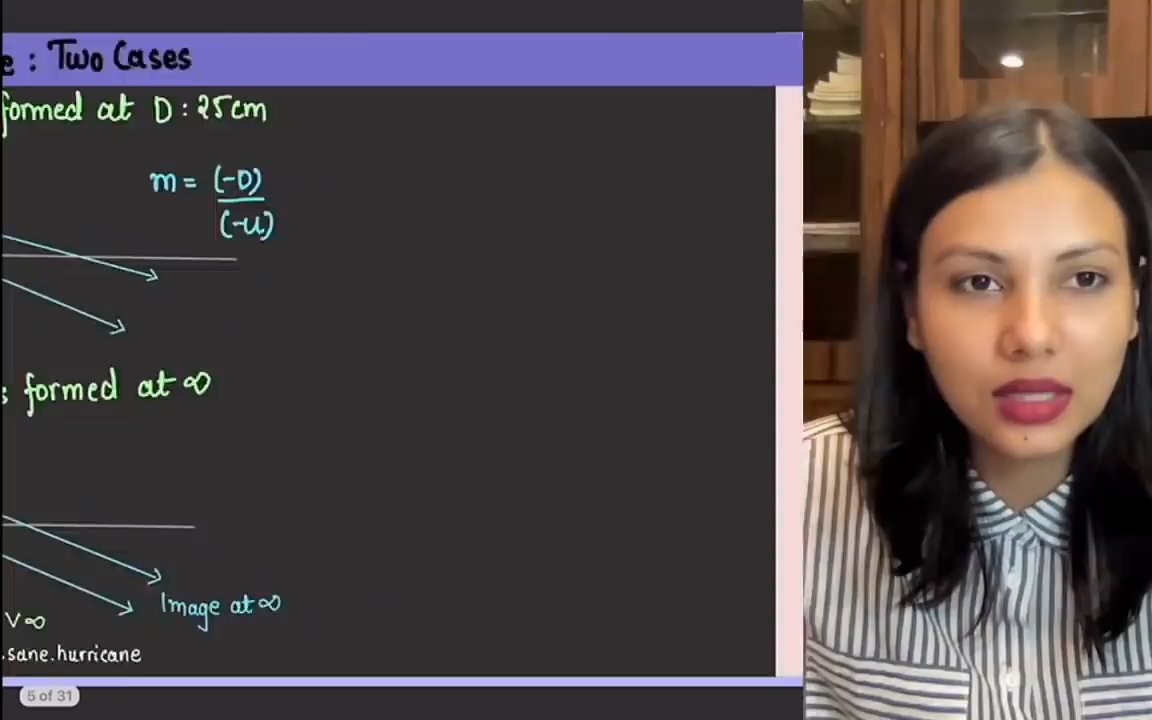 e : Two Cases
formed at D : 25cm
m = (-D)
(-u)
s formed at ∞
Image at ∞
V ∞
.sane.hurricane
5 of 31